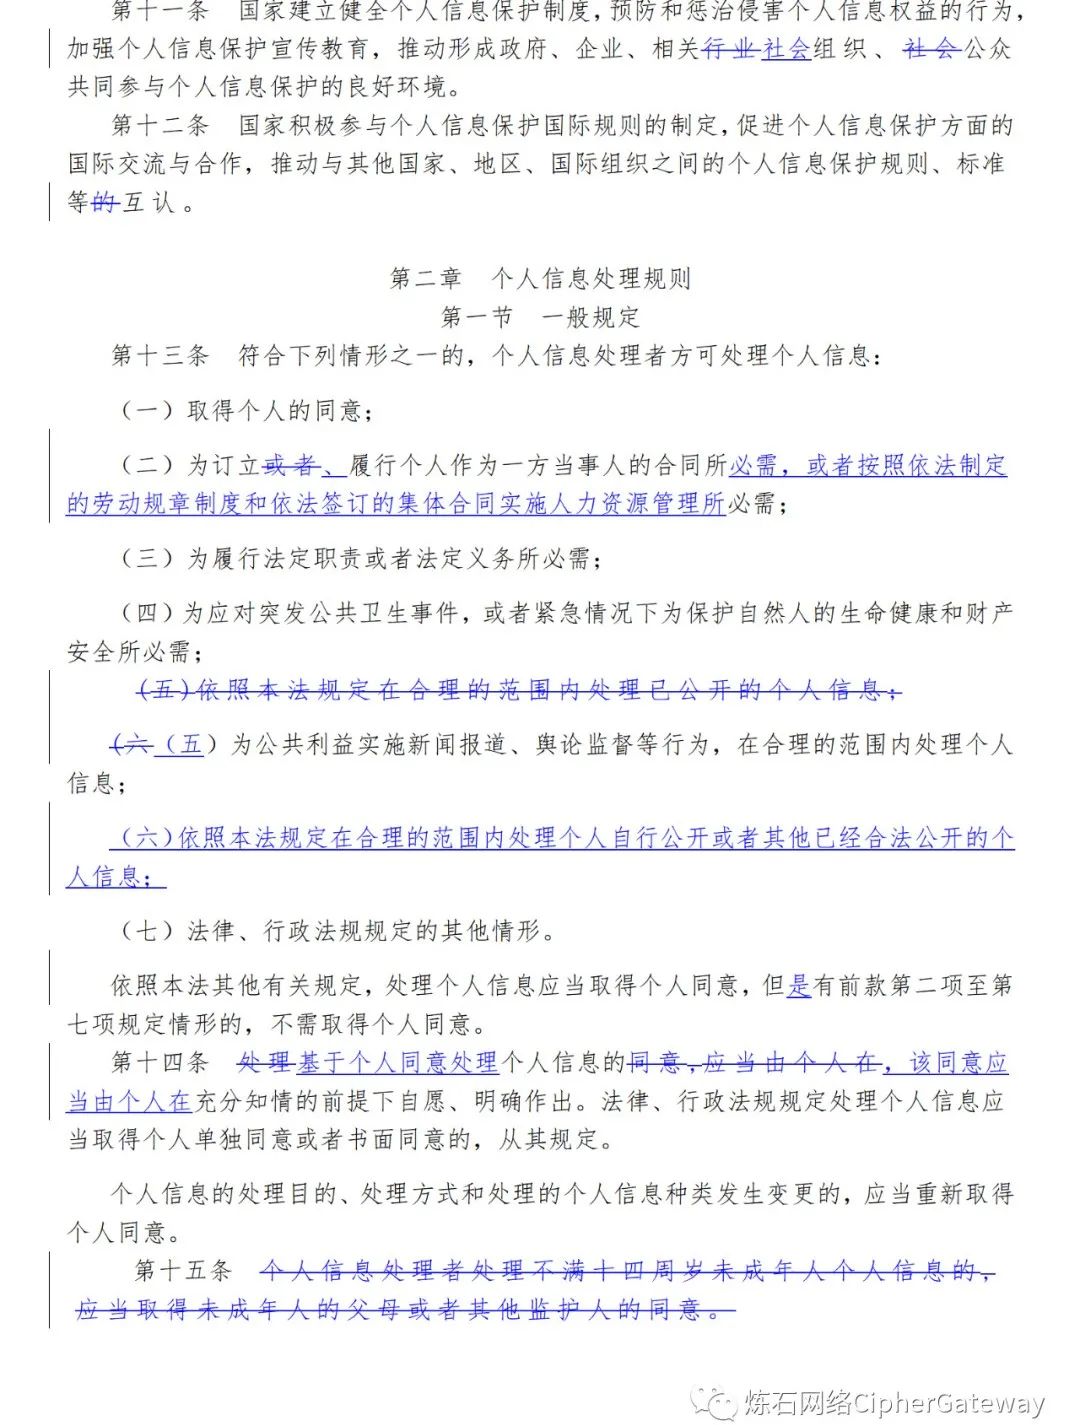 第十一条　国家建立健全个人信息保护制度，预防和惩治侵害个人信息权益的行为，
加强个人信息保护宣传教育，推动形成政府、企业、相关行业社会组织、社会公众
共同参与个人信息保护的良好环境。
第十二条　国家积极参与个人信息保护国际规则的制定，促进个人信息保护方面的
国际交流与合作，推动与其他国家、地区、国际组织之间的个人信息保护规则、标准
等的互认。
第二章　个人信息处理规则
第一节　一般规定
第十三条　符合下列情形之一的，个人信息处理者方可处理个人信息：
（一）取得个人的同意；
（二）为订立或者、履行个人作为一方当事人的合同所必需，或者按照依法制定
的劳动规章制度和依法签订的集体合同实施人力资源管理所必需；
（三）为履行法定职责或者法定义务所必需；
（四）为应对突发公共卫生事件，或者紧急情况下为保护自然人的生命健康和财产
安全所必需；
（五）依照本法规定在合理的范围内处理已公开的个人信息；
（六（五）为公共利益实施新闻报道、舆论监督等行为，在合理的范围内处理个人
信息；
（六）依照本法规定在合理的范围内处理个人自行公开或者其他已经合法公开的个
人信息；
（七）法律、行政法规规定的其他情形。
依照本法其他有关规定，处理个人信息应当取得个人同意，但是有前款第二项至第
七项规定情形的，不需取得个人同意。
第十四条　处理基于个人同意处理个人信息的同意，应当由个人在，该同意应
当由个人在充分知情的前提下自愿、明确作出。法律、行政法规规定处理个人信息应
当取得个人单独同意或者书面同意的，从其规定。
个人信息的处理目的、处理方式和处理的个人信息种类发生变更的，应当重新取得
个人同意。
第十五条　个人信息处理者处理不满十四周岁未成年人个人信息的，
应当取得未成年人的父母或者其他监护人的同意。
炼石网络CipherGateway